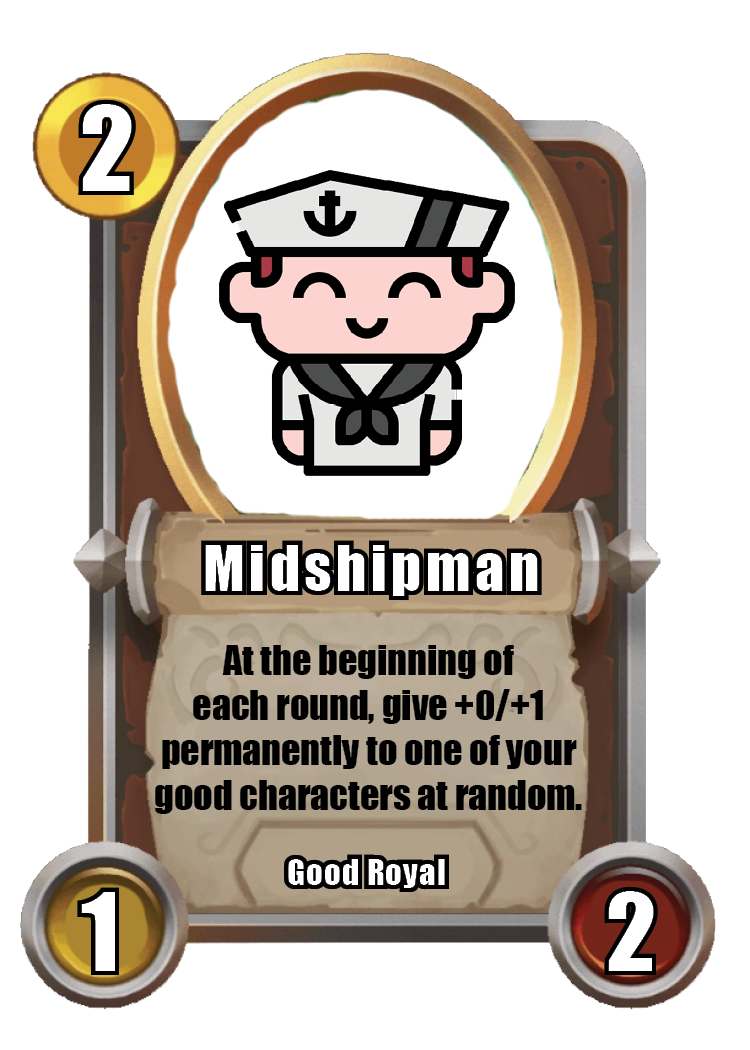 2
Midshipman
At the beginning of
each round, give +0/+1
permanently to one of your
good characters at random.
Good Royal
1
2